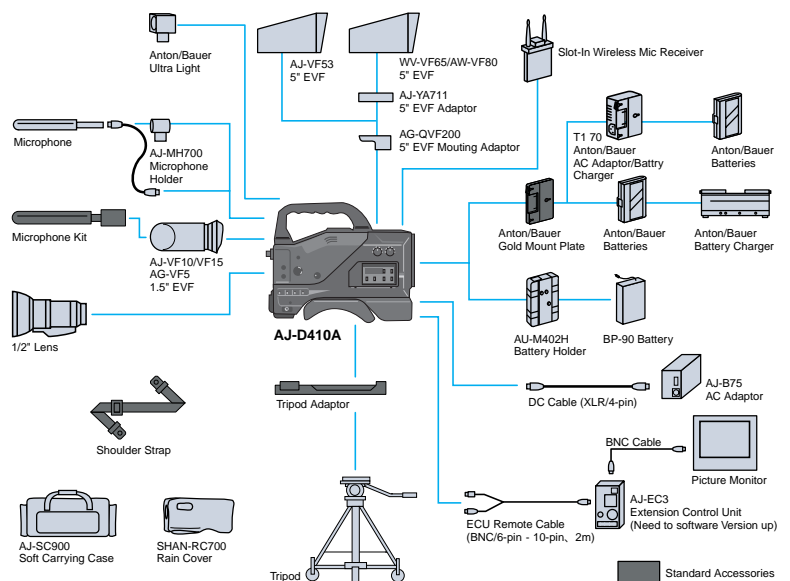 Anton/Bauer
Ultra Light
AJ-VF53
5" EVF
WV-VF65/AW-VF80
5" EVF
Slot-In Wireless Mic Receiver
AJ-YA711
5" EVF Adaptor
AG-QVF200
5" EVF Mouting Adaptor
Microphone
AJ-MH700
Microphone
Holder
T1 70
Anton/Bauer
AC Adaptor/Battry
Charger
Anton/Bauer
Batteries
Microphone Kit
AJ-VF10/VF15
AG-VF5
1.5" EVF
Anton/Bauer
Gold Mount Plate
Anton/Bauer
Batteries
Anton/Bauer
Battery Charger
1/2" Lens
AJ-D410A
AU-M402H
Battery Holder
BP-90 Battery
Tripod Adaptor
DC Cable (XLR/4-pin)
AJ-B75
AC Adaptor
Shoulder Strap
BNC Cable
Picture Monitor
AJ-SC900
Soft Carrying Case
SHAN-RC700
Rain Cover
Tripod
ECU Remote Cable
(BNC/6-pin - 10-pin、2m)
AJ-EC3
Extension Control Unit
(Need to software Version up)
Standard Accessories